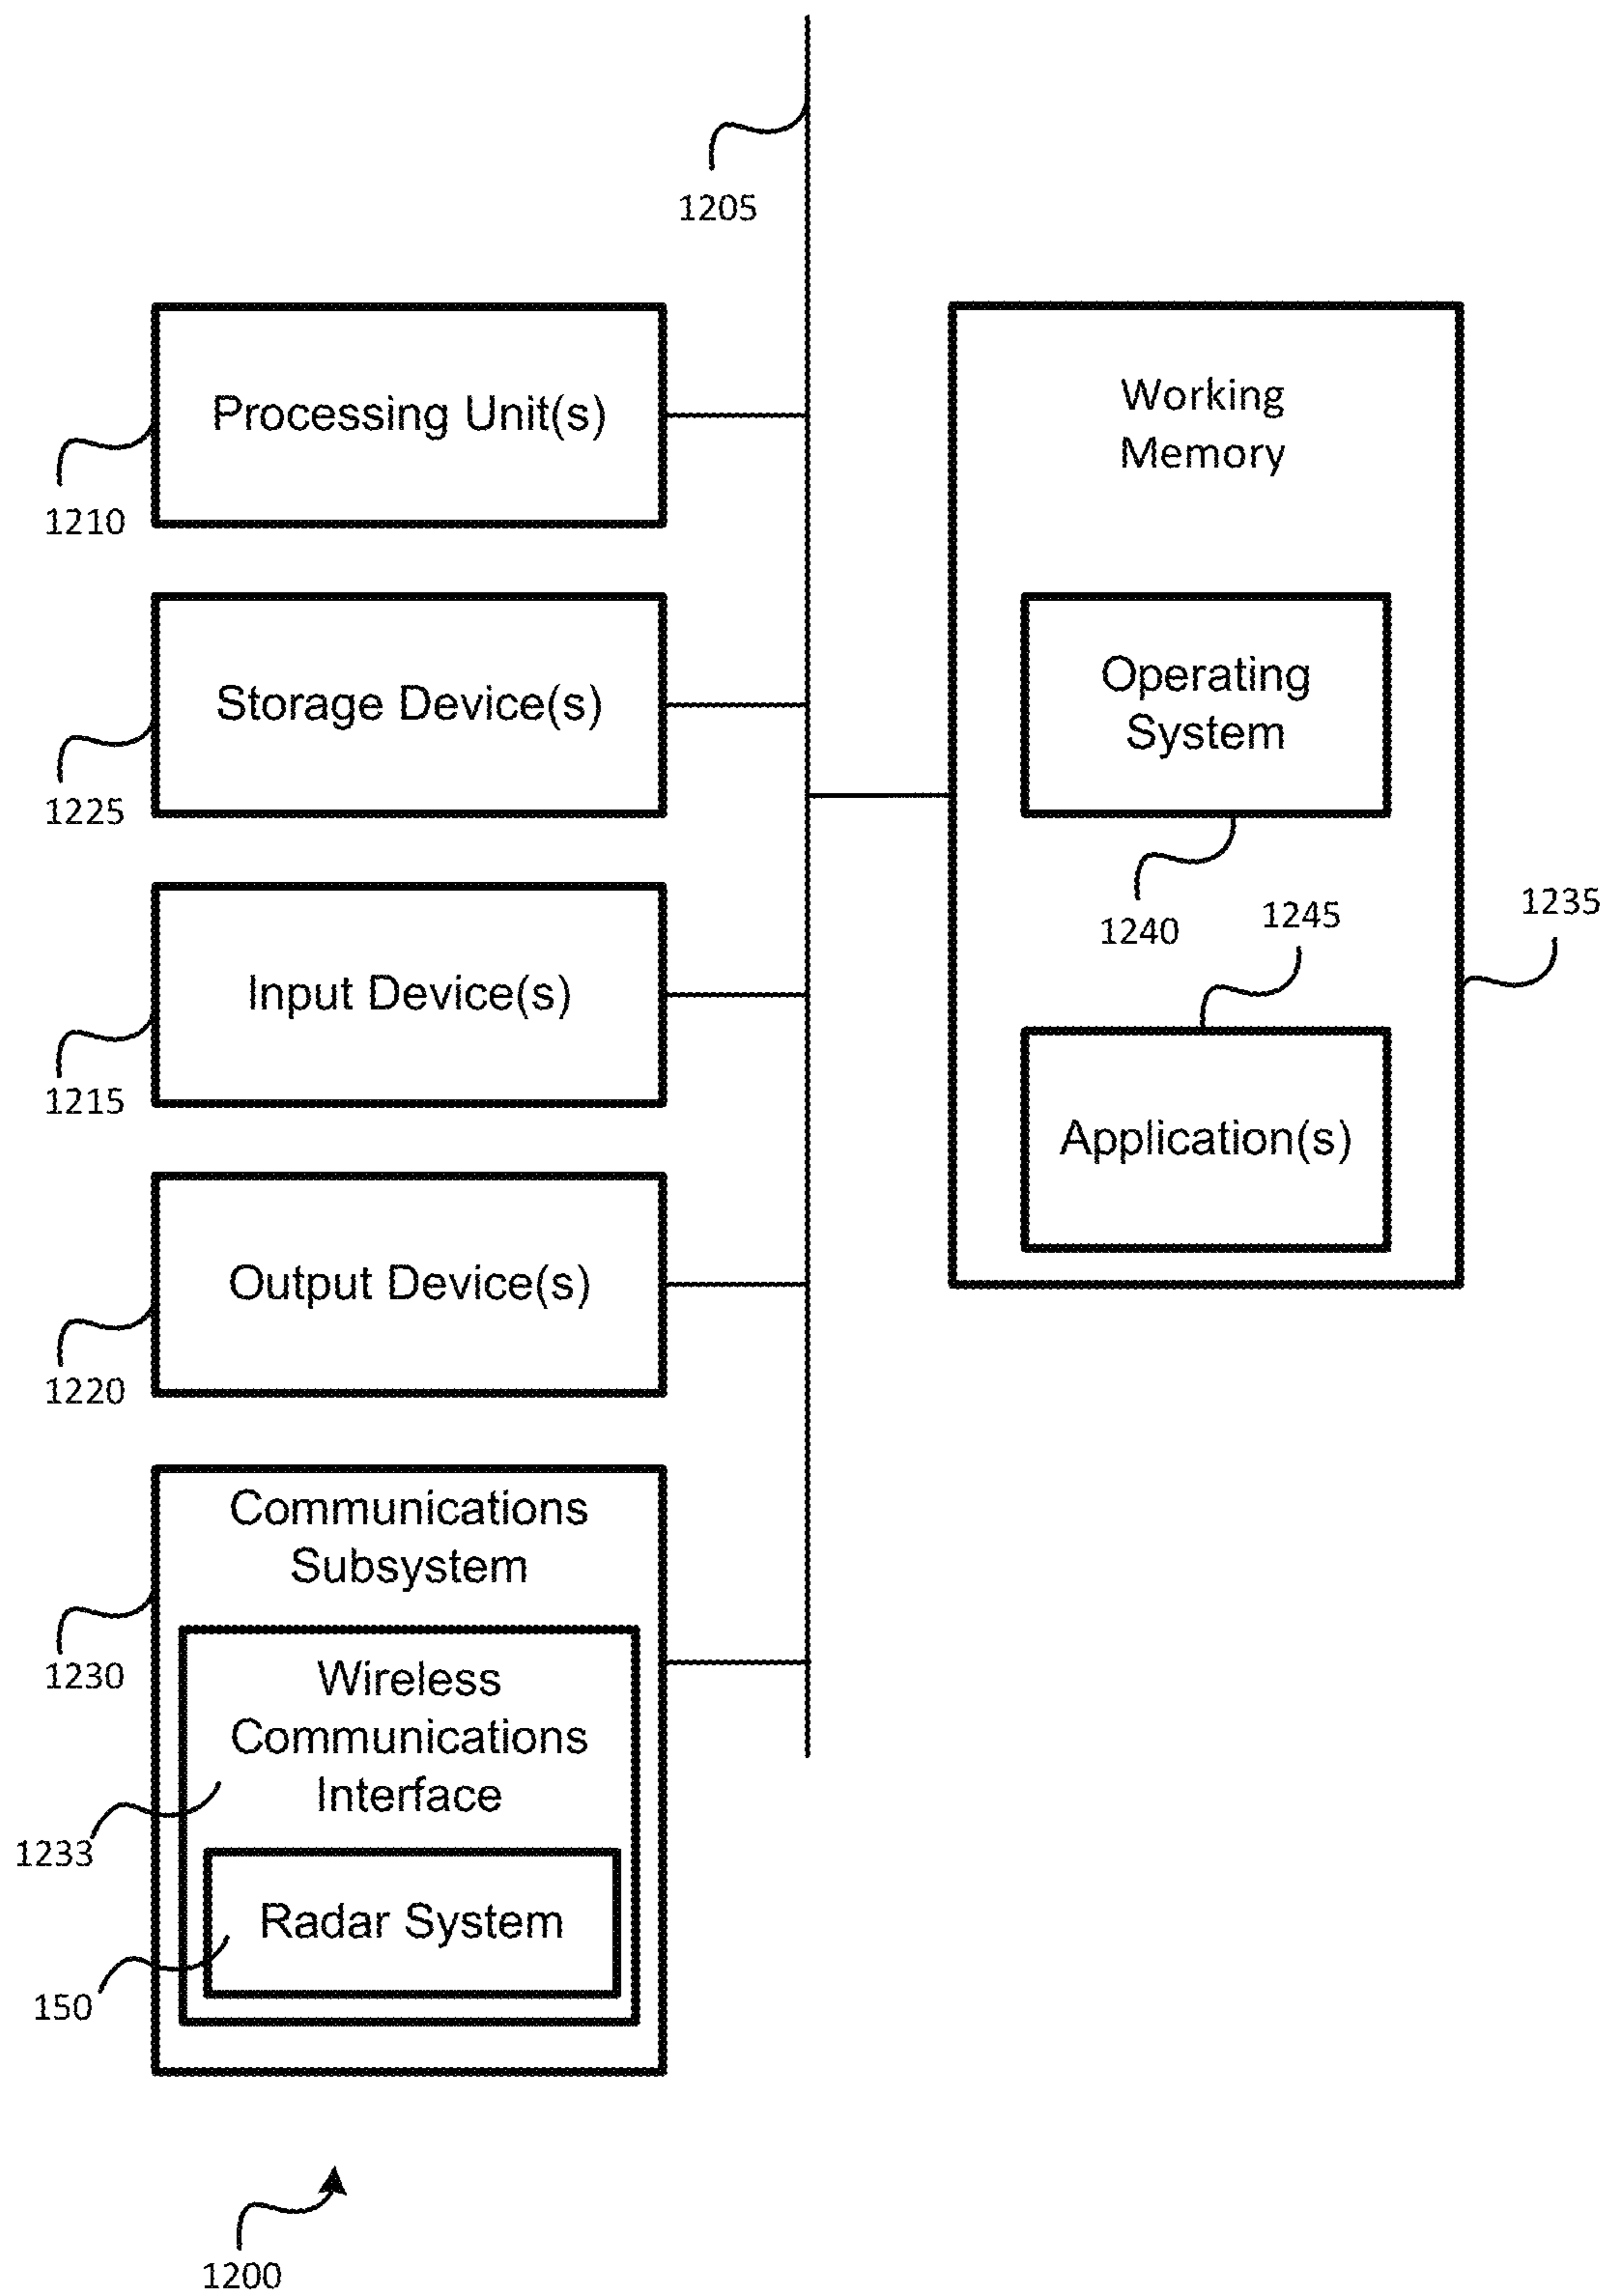 1205
Processing Unit(s)
1210
Storage Device(s)
1225
Input Device(s)
1215
Output Device(s)
1220
Communications
Subsystem
1230
Wireless
Communications
Interface
1233
Radar System
150
Working
Memory
Operating
System
1240
1245
1235
Application(s)
1200